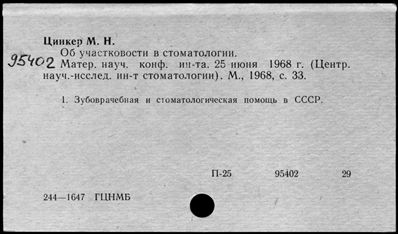 Цинкер М. Н.
Об участковости в стоматологии.
95402 Матер. науч. конф. ин-та. 25 июня 1968 г. (Центр.
науч.-исслед. ин-т стоматологии). М., 1968, с. 33.
1. Зубоврачебная и стоматологическая помощь в СССР.
П-25 95402 29
244—1647 ГЦНМБ